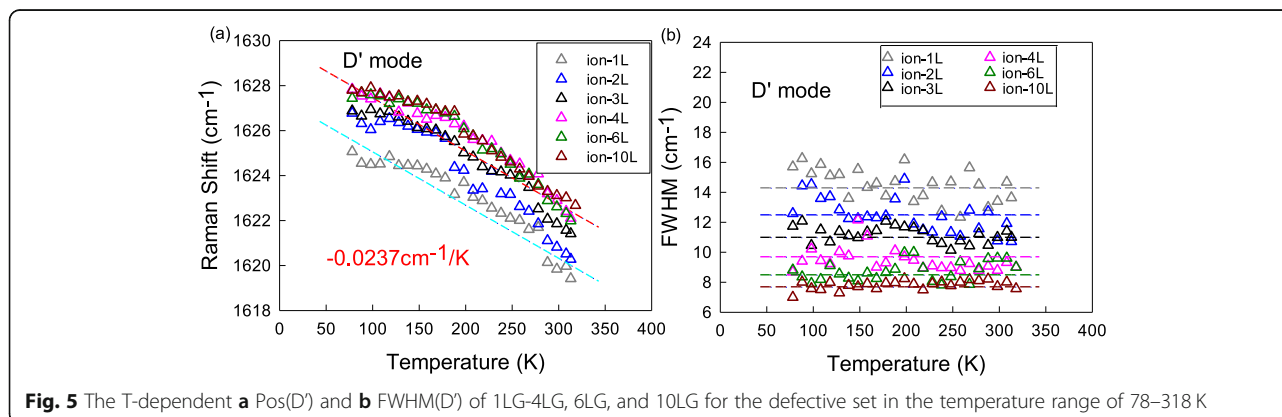 (a)
D' mode
ion-1L
ion-2L
ion-3L
ion-4L
ion-6L
ion-10L
-0.0237cm⁻¹/K
Raman Shift (cm⁻¹)
1630
1628
1626
1624
1622
1620
1618
0 50 100 150 200 250 300 350 400
Temperature (K)
(b)
ion-1L ion-4L
ion-2L ion-6L
ion-3L ion-10L
D' mode
FWHM (cm⁻¹)
24
22
20
18
16
14
12
10
8
6
0 50 100 150 200 250 300 350 400
Temperature (K)
Fig. 5 The T-dependent a Pos(D′) and b FWHM(D′) of 1LG-4LG, 6LG, and 10LG for the defective set in the temperature range of 78–318 K